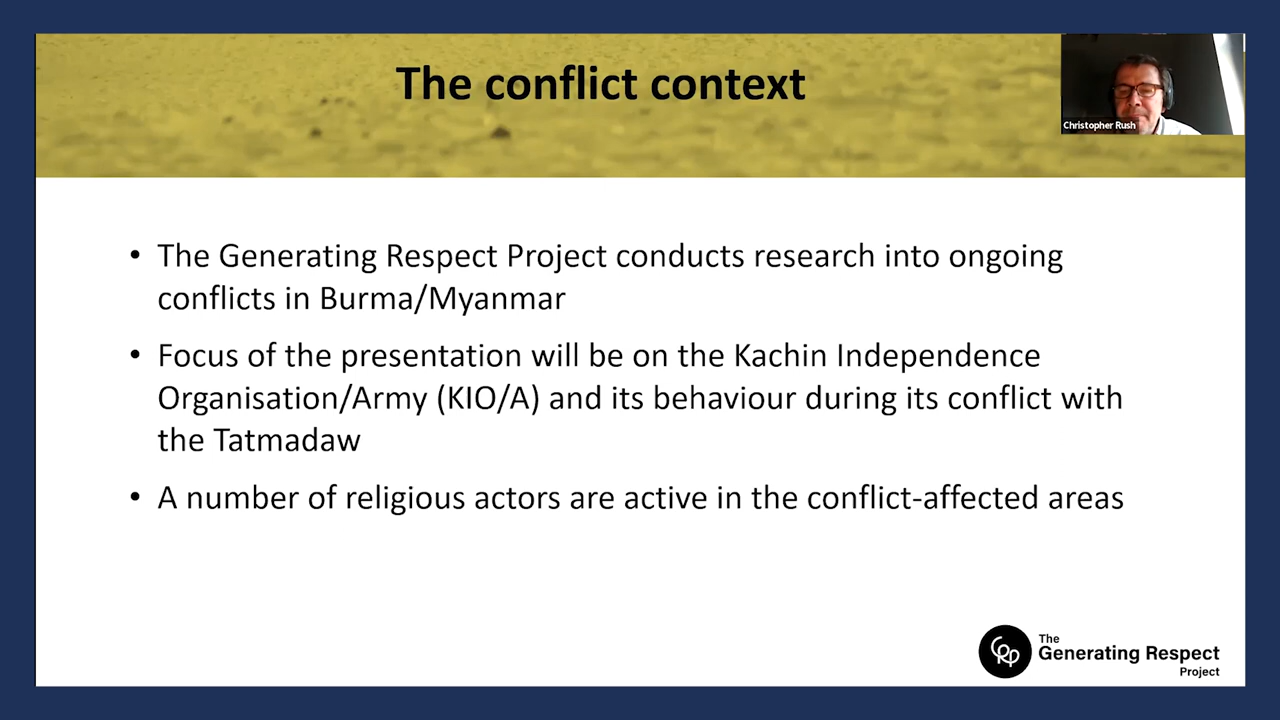 The conflict context
Christopher Rush
• The Generating Respect Project conducts research into ongoing
conflicts in Burma/Myanmar
• Focus of the presentation will be on the Kachin Independence
Organisation/Army (KIO/A) and its behaviour during its conflict with
the Tatmadaw
• A number of religious actors are active in the conflict-affected areas
GRP
The
Generating Respect
Project